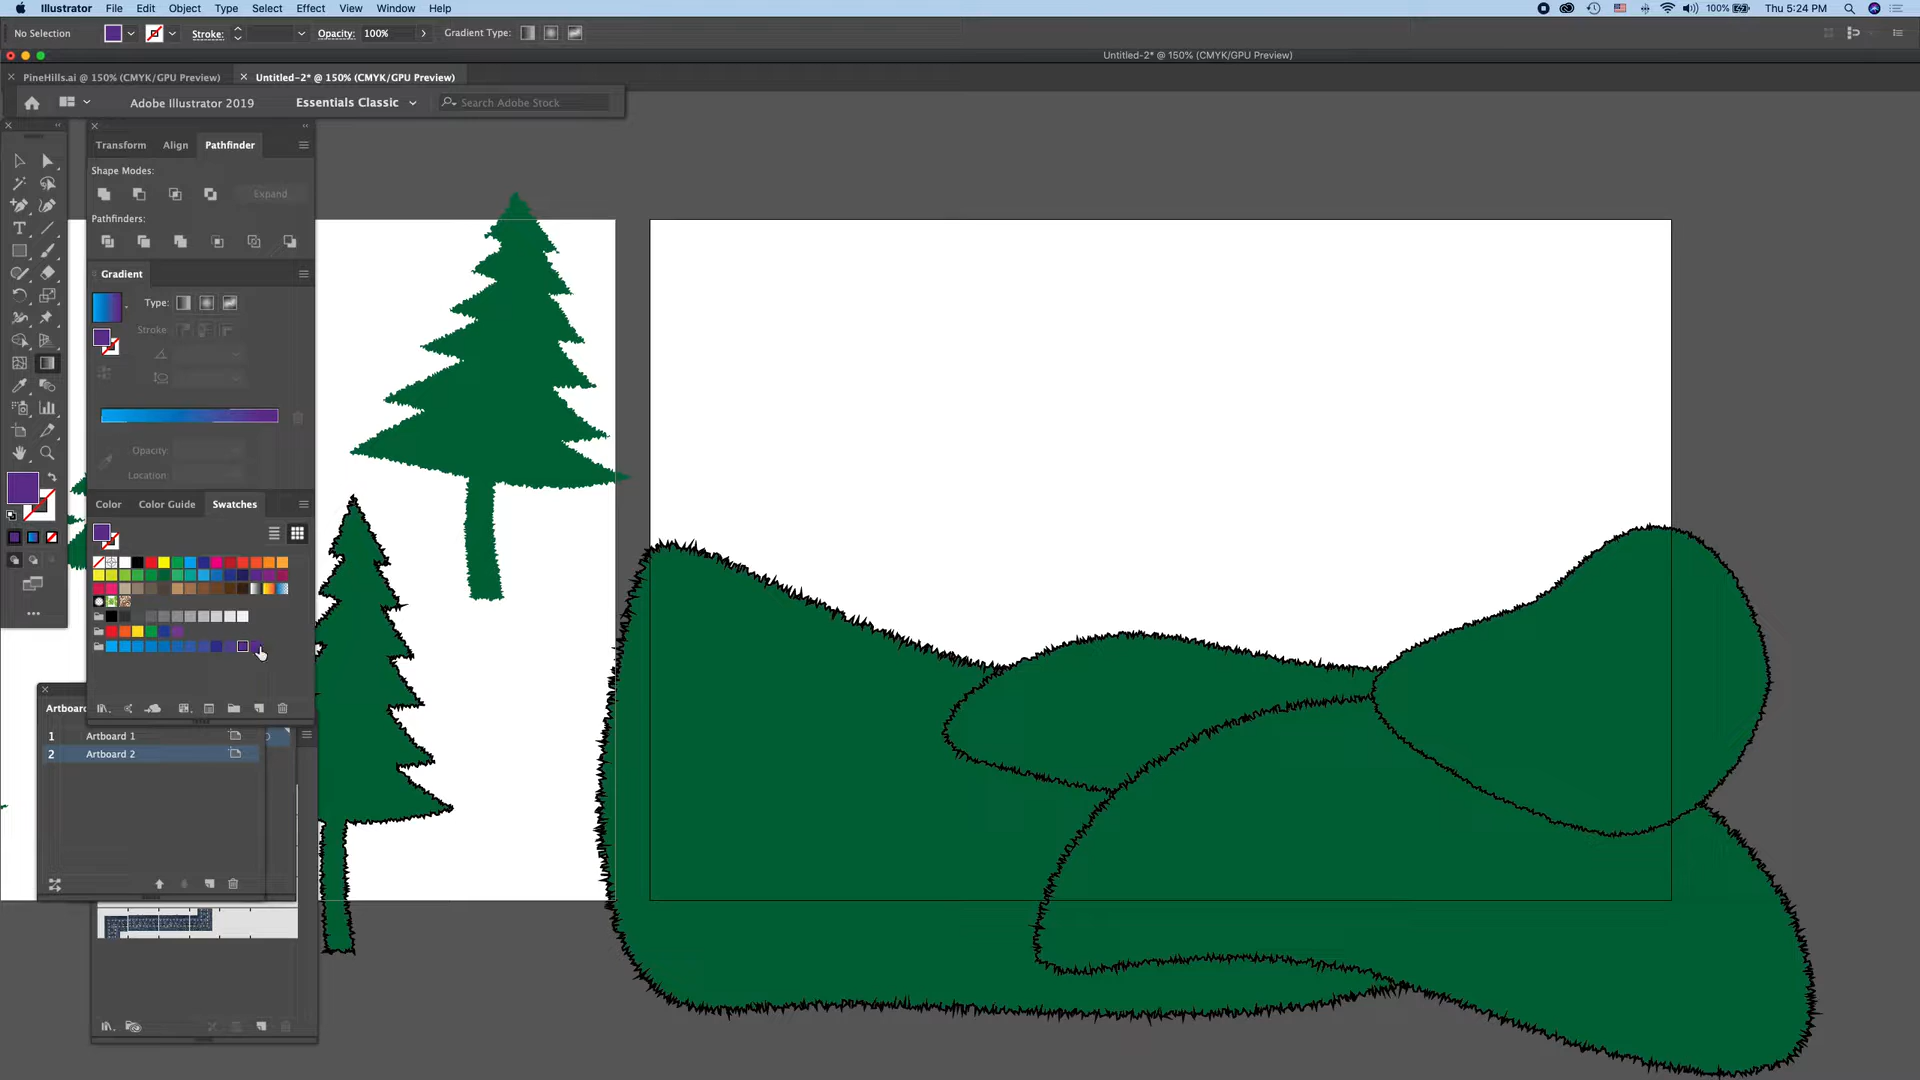 Illustrator File Edit Object Type Select Effect View Window Help 100% Thu 5:24 PM
No Selection Stroke: Opacity: 100% Gradient Type:
Untitled-2* @ 150% (CMYK/GPU Preview)
PineHills.ai @ 150% (CMYK/GPU Preview) Untitled-2* @ 150% (CMYK/GPU Preview)
Adobe Illustrator 2019 Essentials Classic Search Adobe Stock
Transform Align Pathfinder
Shape Modes:
Expand
Pathfinders:
Gradient
Type:
Stroke:
Opacity:
Location:
Color Color Guide Swatches
Artboard
1 Artboard 1
2 Artboard 2